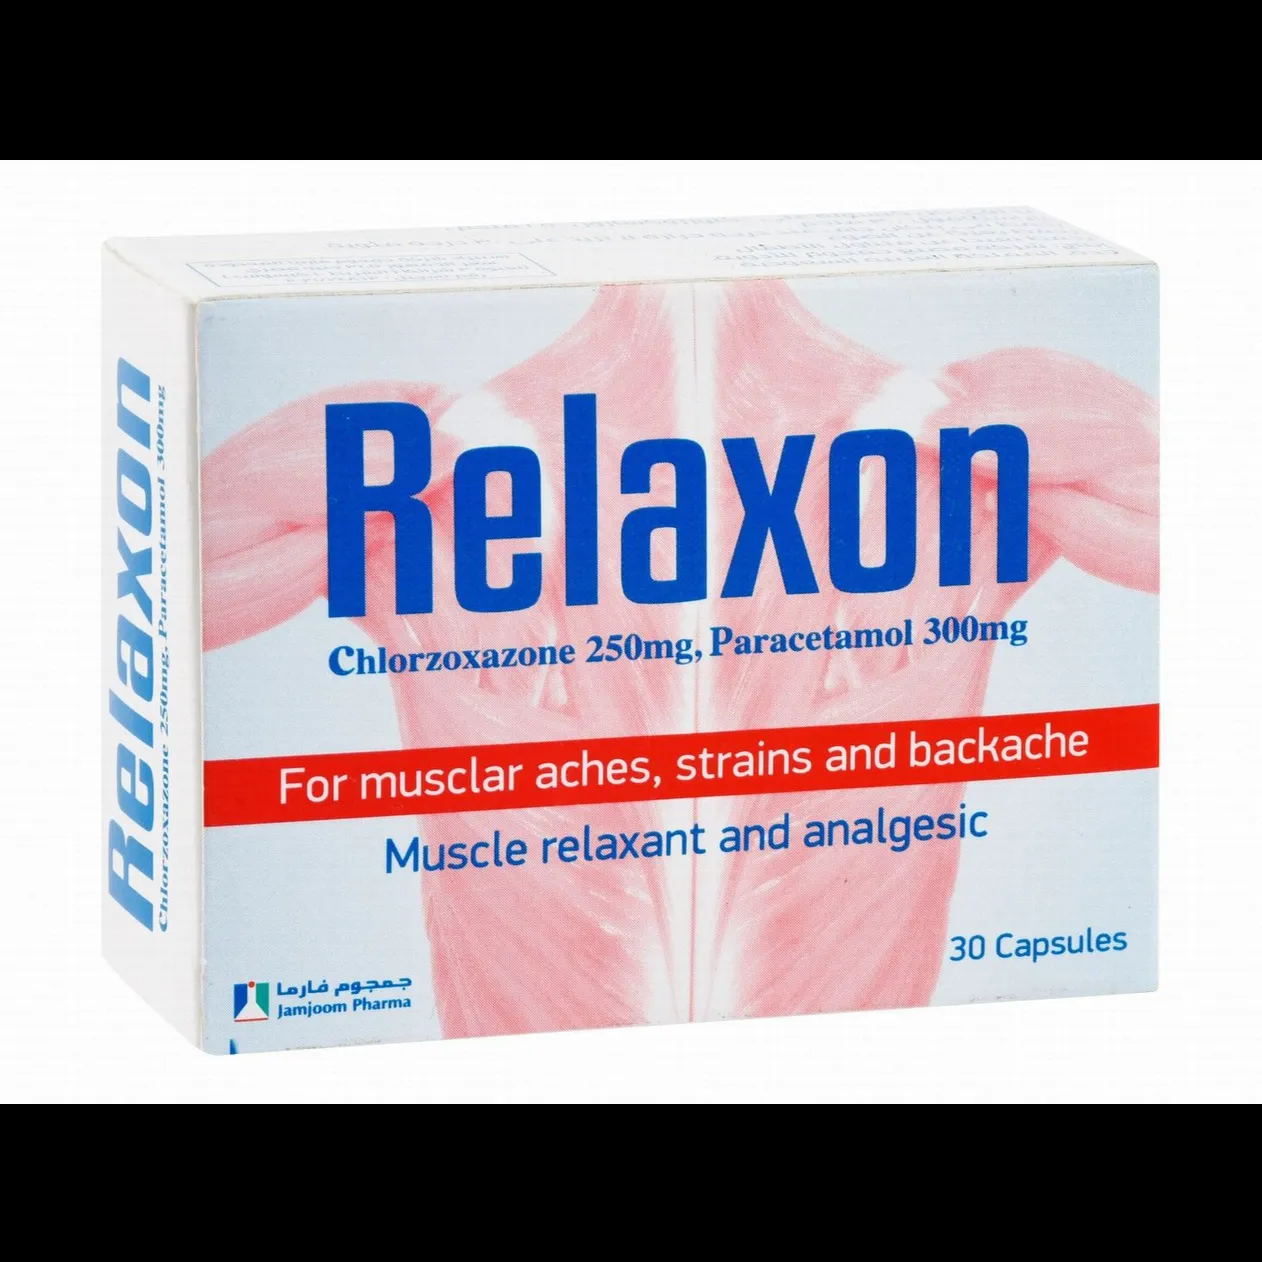 Relaxon
Chlorzoxazone 250mg, Paracetamol 300mg
For musclar aches, strains and backache
Muscle relaxant and analgesic
30 Capsules
جمجوم فارما
Jamjoom Pharma
Relaxon
Chlorzoxazone 250mg, Paracetamol 300mg